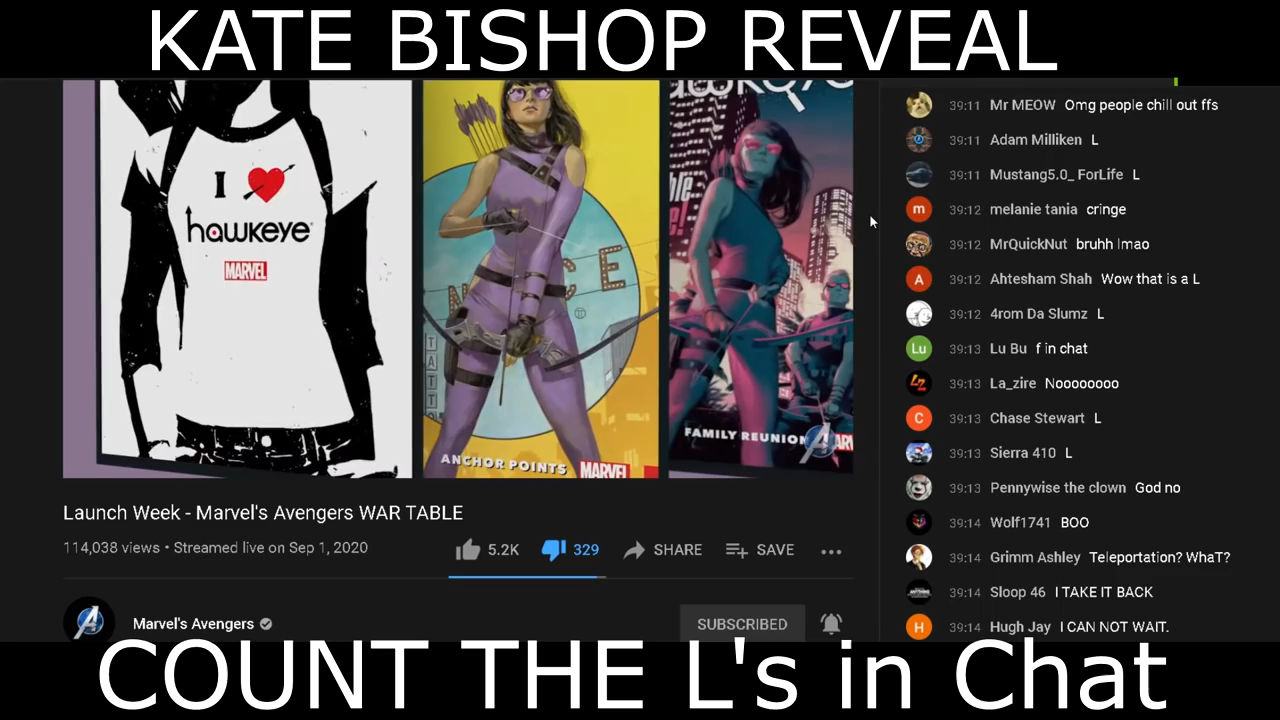 KATE BISHOP REVEAL
I
hawkeye
MARVEL
ANCHOR POINTS
MARVEL
FAMILY REUNION
Launch Week - Marvel's Avengers WAR TABLE
114,038 views • Streamed live on Sep 1, 2020
5.2K 329 SHARE SAVE
Marvel's Avengers
SUBSCRIBED
39:11 Mr MEOW Omg people chill out ffs
39:11 Adam Milliken L
39:11 Mustang5.0_ ForLife L
39:12 melanie tania cringe
39:12 MrQuickNut bruhh lmao
39:12 Ahtesham Shah Wow that is a L
39:12 4rom Da Slumz L
39:13 Lu Bu f in chat
39:13 La_zire Noooooooo
39:13 Chase Stewart L
39:13 Sierra 410 L
39:13 Pennywise the clown God no
39:14 Wolf1741 BOO
39:14 Grimm Ashley Teleportation? WhaT?
39:14 Sloop 46 I TAKE IT BACK
39:14 Hugh Jay I CAN NOT WAIT.
COUNT THE L's in Chat